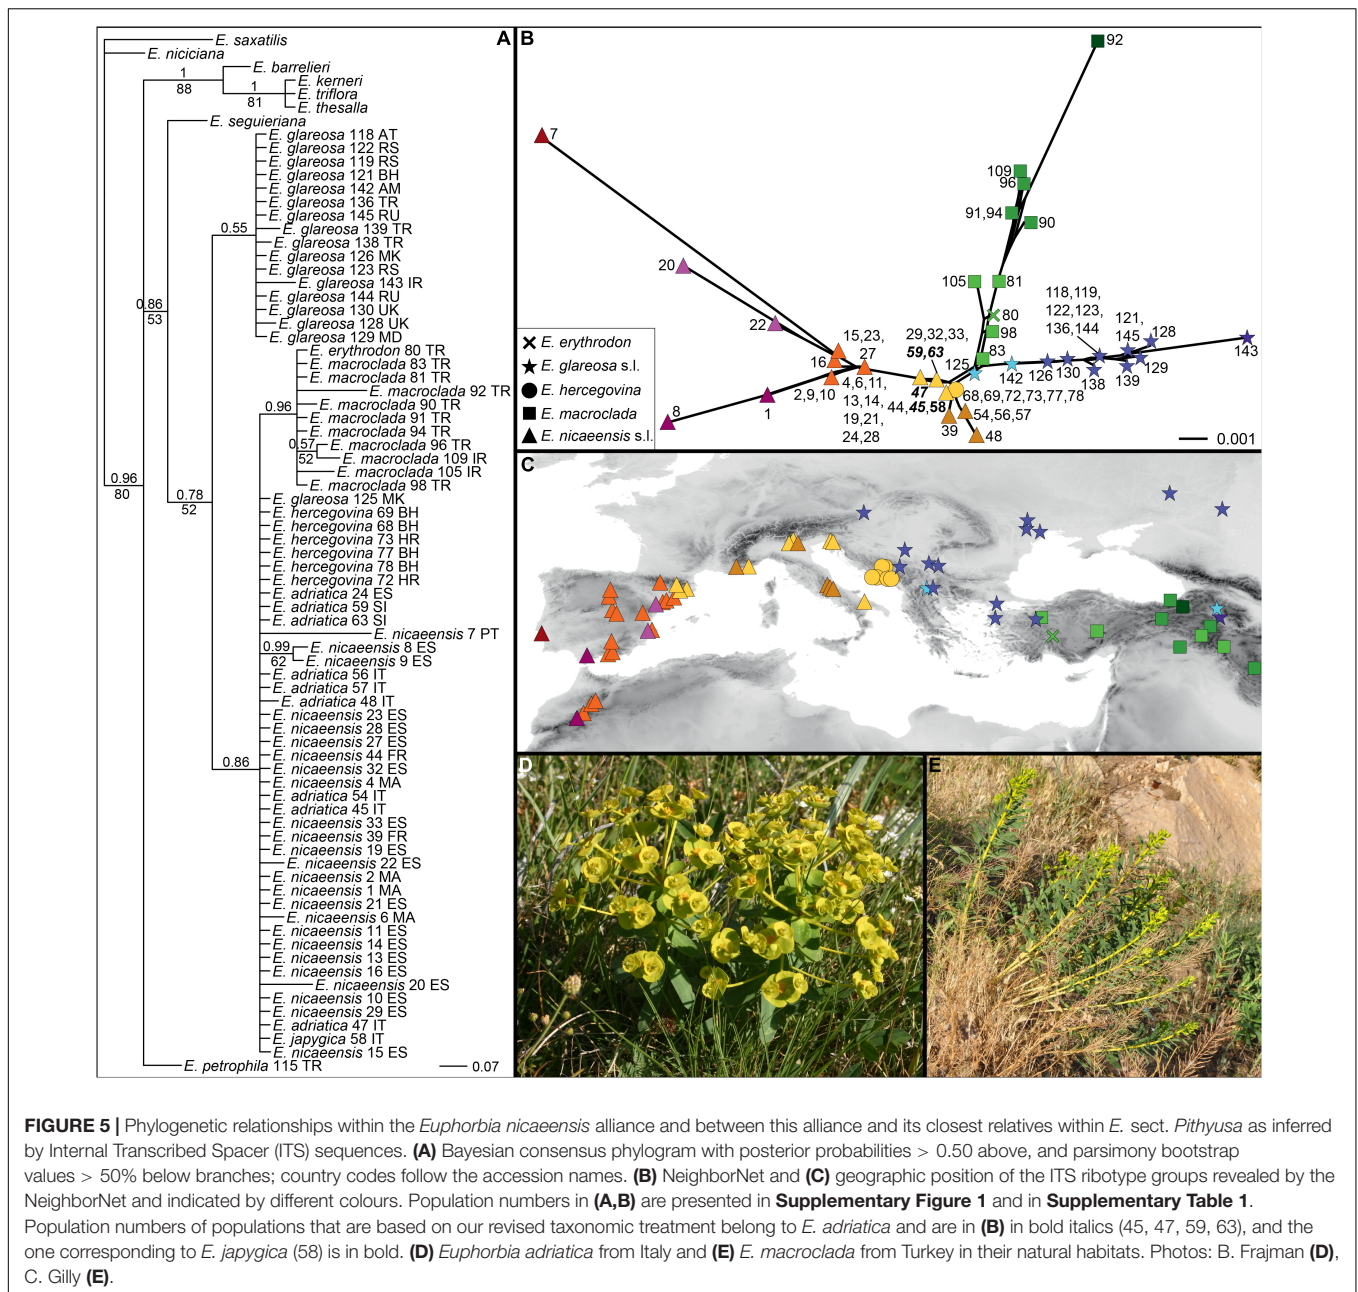 A
E. saxatilis
E. niciciana
E. barrelieri
1
88
E. kerneri
1
81
E. triflora
E. thesalla
E. seguieriana
E. glareosa 118 AT
E. glareosa 122 RS
E. glareosa 119 RS
E. glareosa 121 BH
E. glareosa 142 AM
E. glareosa 136 TR
E. glareosa 145 RU
0.55
E. glareosa 139 TR
E. glareosa 138 TR
E. glareosa 126 MK
E. glareosa 123 RS
E. glareosa 143 IR
E. glareosa 144 RU
0.86
53
E. glareosa 130 UK
E. glareosa 128 UK
E. glareosa 129 MD
E. erythrodon 80 TR
E. macroclada 83 TR
E. macroclada 81 TR
E. macroclada 92 TR
0.96
E. macroclada 90 TR
E. macroclada 91 TR
E. macroclada 94 TR
0.57
52
E. macroclada 96 TR
E. macroclada 109 IR
E. macroclada 105 IR
E. macroclada 98 TR
0.96
80
0.78
52
E. glareosa 125 MK
E. hercegovina 69 BH
E. hercegovina 68 BH
E. hercegovina 73 HR
E. hercegovina 77 BH
E. hercegovina 78 BH
E. hercegovina 72 HR
E. adriatica 24 ES
E. adriatica 59 SI
E. adriatica 63 SI
E. nicaeensis 7 PT
0.99
62
E. nicaeensis 8 ES
E. nicaeensis 9 ES
E. adriatica 56 IT
E. adriatica 57 IT
E. adriatica 48 IT
E. nicaeensis 23 ES
E. nicaeensis 28 ES
E. nicaeensis 27 ES
E. nicaeensis 44 FR
0.86
E. nicaeensis 32 ES
E. nicaeensis 4 MA
E. adriatica 54 IT
E. adriatica 45 IT
E. nicaeensis 33 ES
E. nicaeensis 39 FR
E. nicaeensis 19 ES
E. nicaeensis 22 ES
E. nicaeensis 2 MA
E. nicaeensis 1 MA
E. nicaeensis 21 ES
E. nicaeensis 6 MA
E. nicaeensis 11 ES
E. nicaeensis 14 ES
E. nicaeensis 13 ES
E. nicaeensis 16 ES
E. nicaeensis 20 ES
E. nicaeensis 10 ES
E. nicaeensis 29 ES
E. adriatica 47 IT
E. japygica 58 IT
E. nicaeensis 15 ES
E. petrophila 115 TR
0.07
B
92
7
109
96
91,94
90
20
105
81
22
80
98
83
15,23,
27
16
2,9,10
4,6,11,
13,14,
19,21,
24,28
1
8
29,32,33,
59,63
125
47
44,45,58
39
68,69,72,73,77,78
54,56,57
48
142
126
130
118,119,
122,123,
136,144
138
121,
145
128
139
129
143
0.001
E. erythrodon
E. glareosa s.l.
E. hercegovina
E. macroclada
E. nicaeensis s.l.
C
D
E
FIGURE 5 | Phylogenetic relationships within the Euphorbia nicaeensis alliance and between this alliance and its closest relatives within E. sect. Pithyusa as inferred
by Internal Transcribed Spacer (ITS) sequences. (A) Bayesian consensus phylogram with posterior probabilities > 0.50 above, and parsimony bootstrap
values > 50% below branches; country codes follow the accession names. (B) NeighborNet and (C) geographic position of the ITS ribotype groups revealed by the
NeighborNet and indicated by different colours. Population numbers in (A,B) are presented in Supplementary Figure 1 and in Supplementary Table 1.
Population numbers of populations that are based on our revised taxonomic treatment belong to E. adriatica and are in (B) in bold italics (45, 47, 59, 63), and the
one corresponding to E. japygica (58) is in bold. (D) Euphorbia adriatica from Italy and (E) E. macroclada from Turkey in their natural habitats. Photos: B. Frajman (D),
C. Gilly (E).